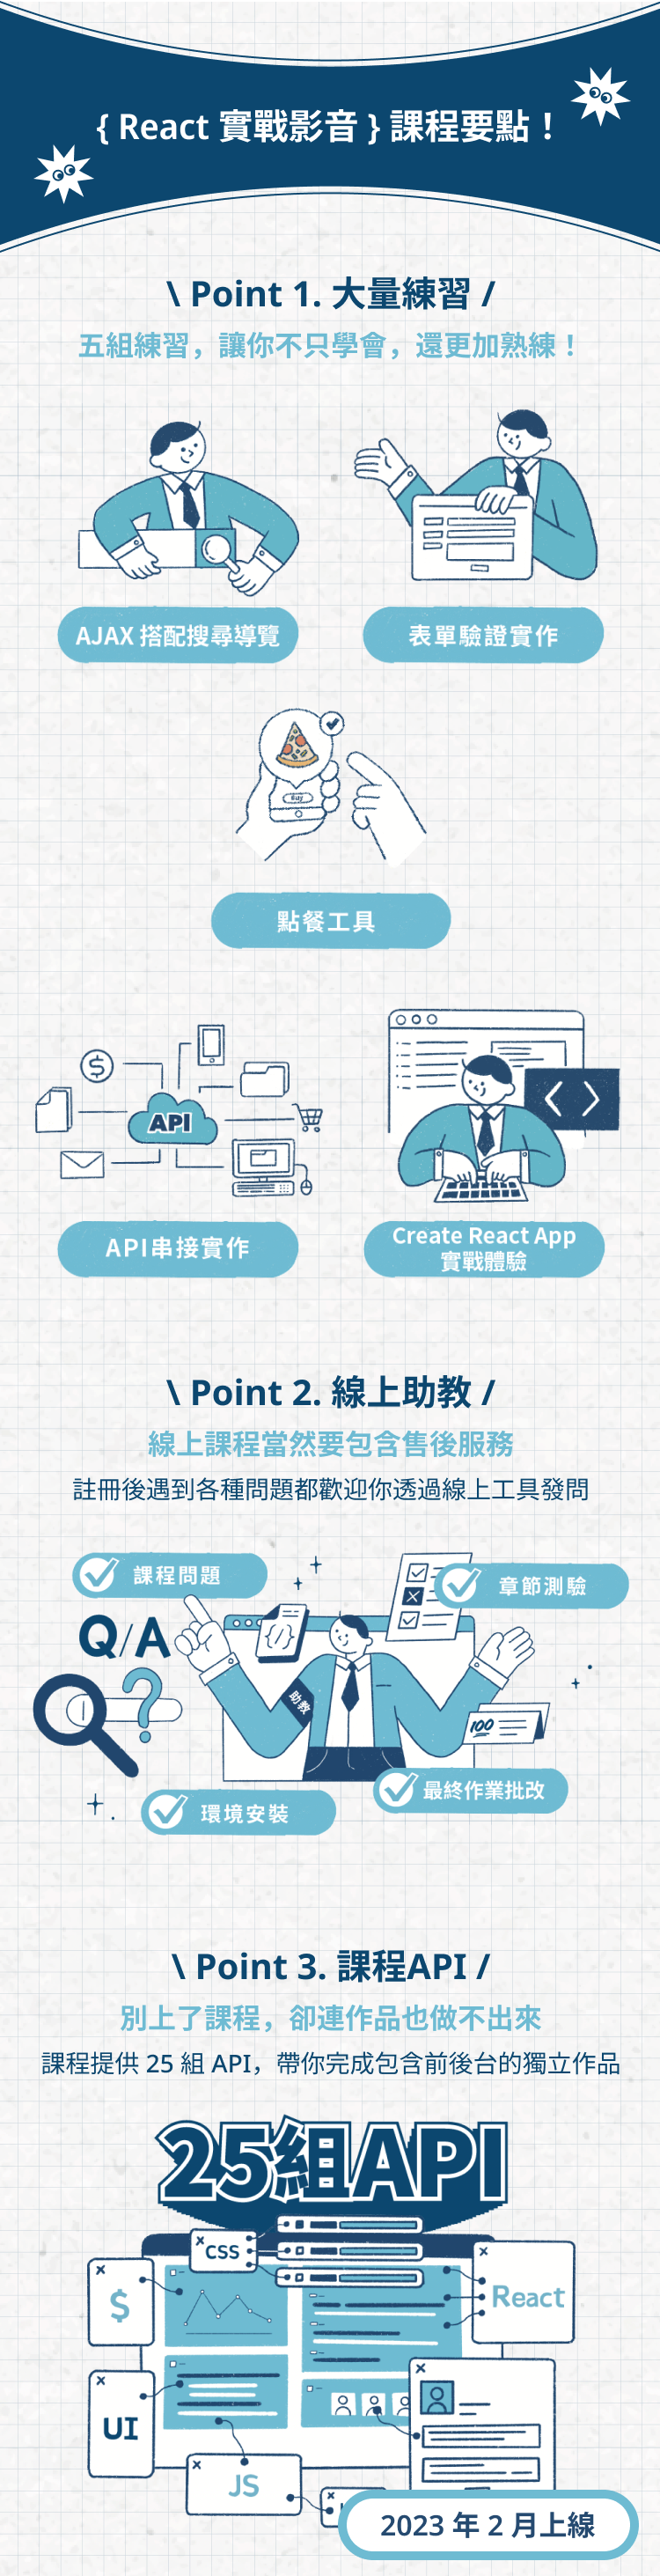 { React 實戰影音 } 課程要點！
\ Point 1. 大量練習 /
五組練習，讓你不只學會，還更加熟練！
AJAX 搭配搜尋導覽
表單驗證實作
Buy
點餐工具
$
API
< >
API串接實作
Create React App
實戰體驗
\ Point 2. 線上助教 /
線上課程當然要包含售後服務
註冊後遇到各種問題都歡迎你透過線上工具發問
課程問題
章節測驗
Q/A
</>
?
助教
100
最終作業批改
環境安裝
\ Point 3. 課程API /
別上了課程，卻連作品也做不出來
課程提供 25 組 API，帶你完成包含前後台的獨立作品
25組API
CSS
$
React
UI
JS
2023 年 2 月上線